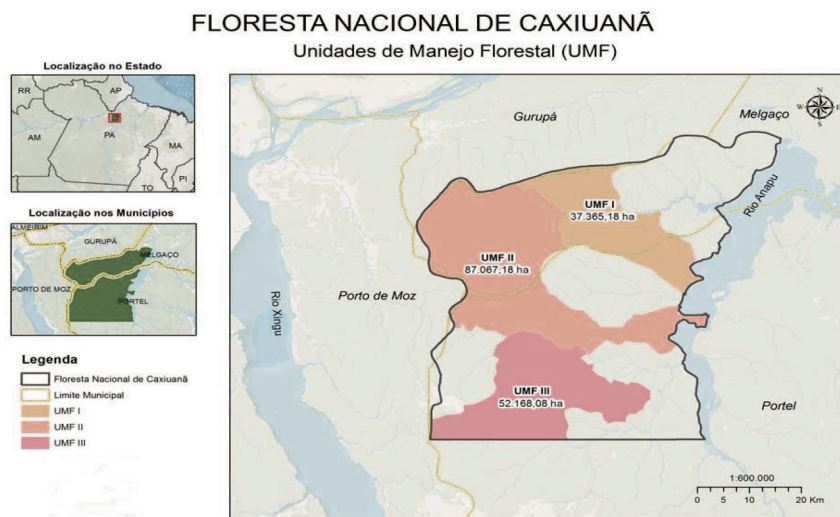 FLORESTA NACIONAL DE CAXIUANÃ
Unidades de Manejo Florestal (UMF)
Localização no Estado
RR
AP
AM
PA
MA
TO
PI
Localização nos Municípios
ALMEIRIM
GURUPÁ
MELGAÇO
PORTO DE MOZ
PORTEL
Legenda
Floresta Nacional de Caxiuanã
Limite Municipal
UMF I
UMF II
UMF III
Gurupá
Melgaço
N
W
E
S
Rio Anapu
UMF I
37.365,18 ha
UMF II
87.067,18 ha
Porto de Moz
Rio Xingu
UMF III
52.168,08 ha
Portel
1:600.000
0 5 10 20 Km